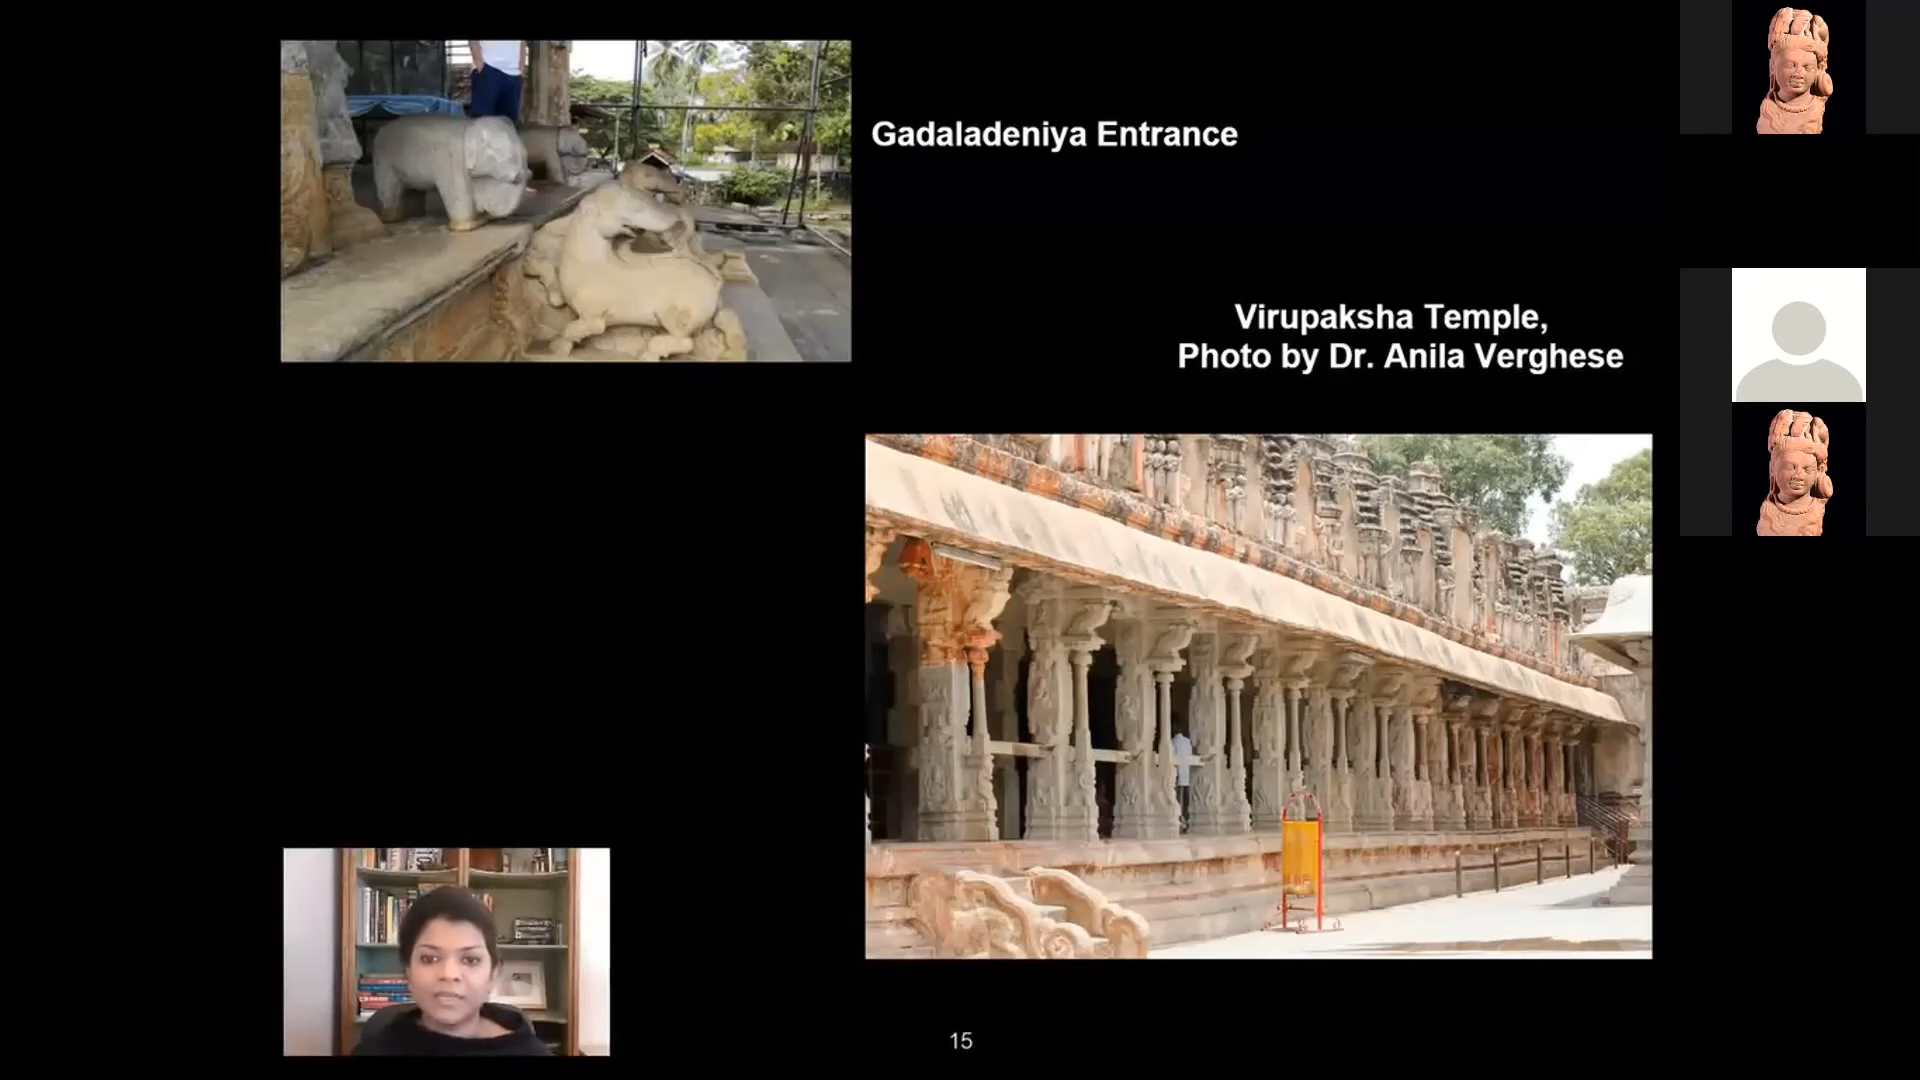 Gadaladeniya Entrance
Virupaksha Temple,
Photo by Dr. Anila Verghese
15